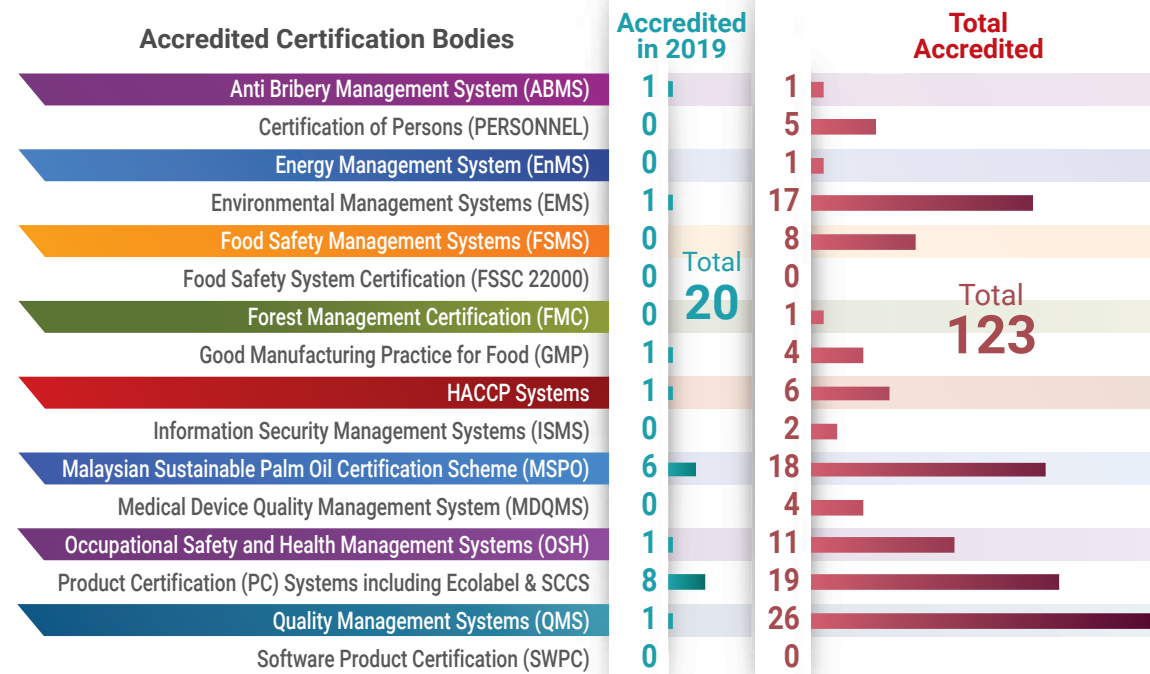 Accredited Certification Bodies
Accredited
in 2019
Total
Accredited
Anti Bribery Management System (ABMS) 1 1
Certification of Persons (PERSONNEL) 0 5
Energy Management System (EnMS) 0 1
Environmental Management Systems (EMS) 1 17
Food Safety Management Systems (FSMS) 0 8
Food Safety System Certification (FSSC 22000) 0 0
Forest Management Certification (FMC) 0 1
Good Manufacturing Practice for Food (GMP) 1 4
HACCP Systems 1 6
Information Security Management Systems (ISMS) 0 2
Malaysian Sustainable Palm Oil Certification Scheme (MSPO) 6 18
Medical Device Quality Management System (MDQMS) 0 4
Occupational Safety and Health Management Systems (OSH) 1 11
Product Certification (PC) Systems including Ecolabel & SCCS 8 19
Quality Management Systems (QMS) 1 26
Software Product Certification (SWPC) 0 0
Total
20
Total
123